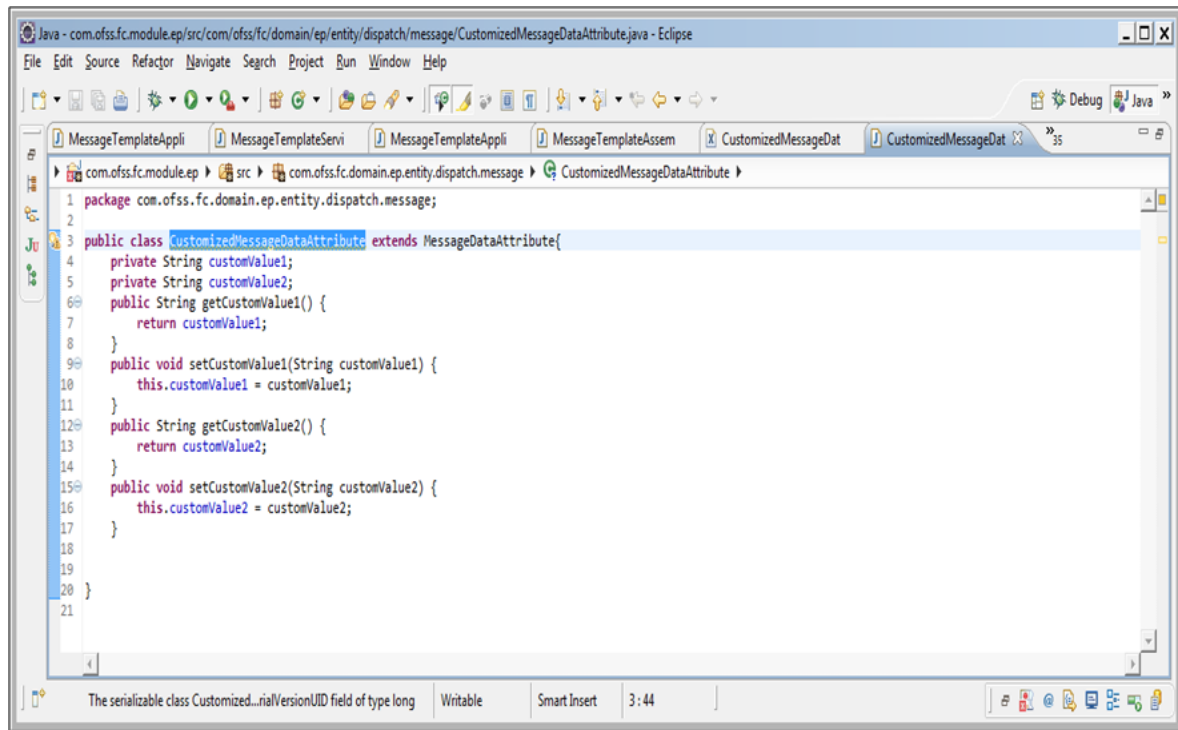 Java - com.ofss.fc.module.ep/src/com/ofss/fc/domain/ep/entity/dispatch/message/CustomizedMessageDataAttribute.java - Eclipse
File Edit Source Refactor Navigate Search Project Run Window Help
Debug Java »
MessageTemplateAppli MessageTemplateServi MessageTemplateAppli MessageTemplateAssem CustomizedMessageDat CustomizedMessageDat »35
com.ofss.fc.module.ep src com.ofss.fc.domain.ep.entity.dispatch.message CustomizedMessageDataAttribute
1 package com.ofss.fc.domain.ep.entity.dispatch.message;
2
3 public class CustomizedMessageDataAttribute extends MessageDataAttribute{
4 private String customValue1;
5 private String customValue2;
6 public String getCustomValue1() {
7 return customValue1;
8 }
9 public void setCustomValue1(String customValue1) {
10 this.customValue1 = customValue1;
11 }
12 public String getCustomValue2() {
13 return customValue2;
14 }
15 public void setCustomValue2(String customValue2) {
16 this.customValue2 = customValue2;
17 }
18
19
20 }
21
The serializable class Customized...rialVersionUID field of type long Writable Smart Insert 3 : 44